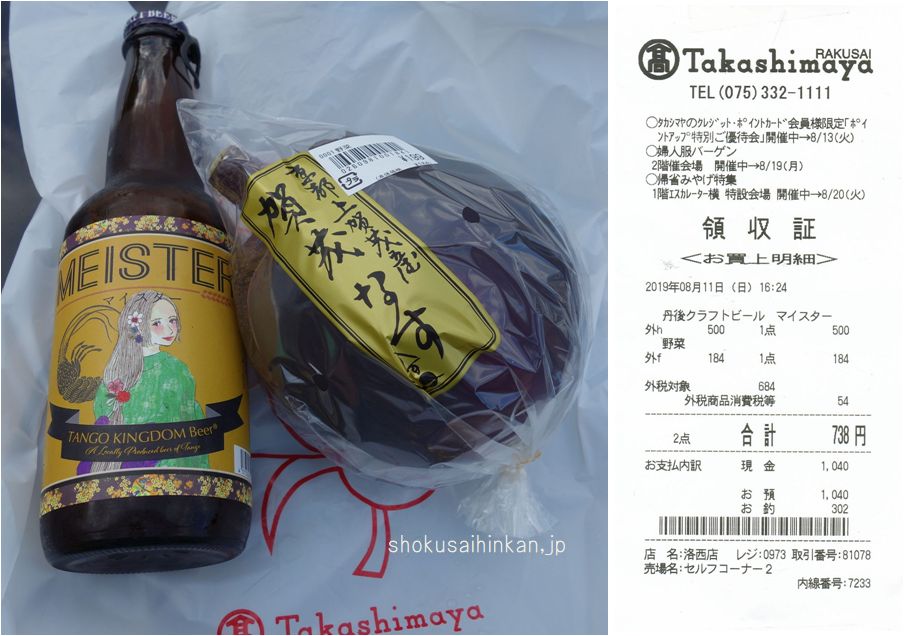 CRAFT BEER
MEISTER
マイスター
TANGO KINGDOM Beer®
A Locally Produced beer of Tango
0001野菜
¥199
京都上賀茂産
賀茂なす
shokusaihinkan,jp
髙 Takashimaya
髙 Takashimaya
RAKUSAI
TEL(075)332-1111
○タカシマヤのクレジット・ポイントカード会員様限定「ポイ
ントアップ特別ご優待会」開催中→8/13(火)
○婦人服バーゲン
2階催会場 開催中→8/19(月)
○帰省みやげ特集
1階エスカレーター横 特設会場 開催中→8/20(火)
領収証
<お買上明細>
2019年08月11日 (日) 16:24
丹後クラフトビール マイスター
外h 500 1点 500
野菜
外f 184 1点 184
外税対象 684
外税商品消費税等 54
2点 合計 738円
お支払内訳 現金 1,040
お預 1,040
お釣 302
店 名:洛西店 レジ:0973 取引番号:81078
売場名:セルフコーナー2
内線番号:7233